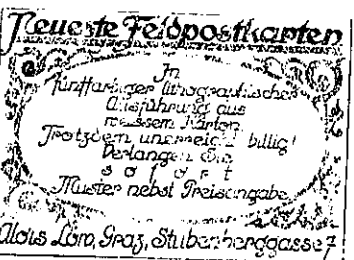 Neueste Feldpostkarten
In
fünffarbiger lithographischer
Ausführung aus
weissem Karton.
Trotzdem unerreicht billig!
Verlangen Sie
sofort
Muster nebst Preisangabe.
Alois Löw, Graz, Stubenberggasse 7